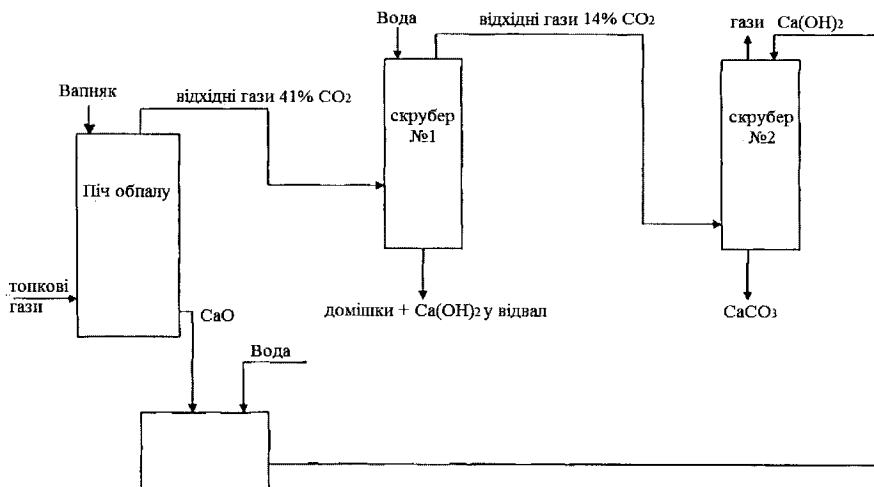 Вода
відхідні гази 14% CO2
гази
Ca(OH)2
Вапняк
відхідні гази 41% CO2
скрубер
№1
скрубер
№2
Піч обпалу
топкові
гази
CaO
домішки + Ca(OH)2 у відвал
CaCO3
Вода